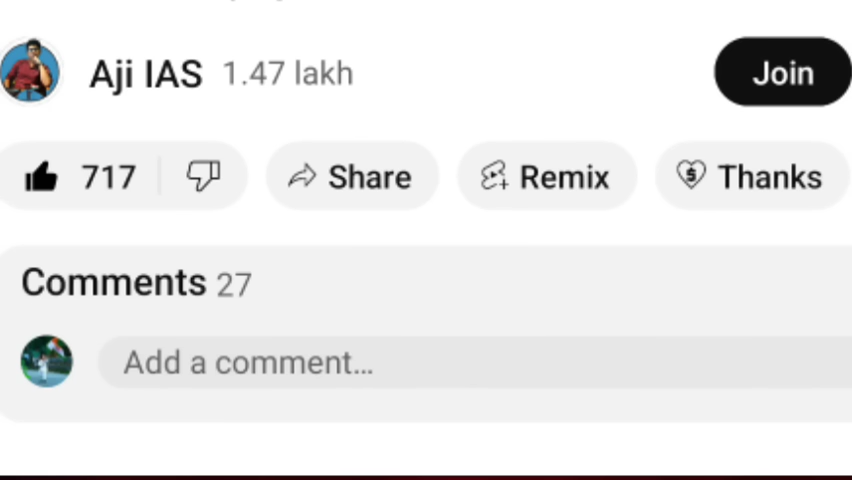 Aji IAS 1.47 lakh Join
717 Share Remix Thanks
Comments 27
Add a comment...